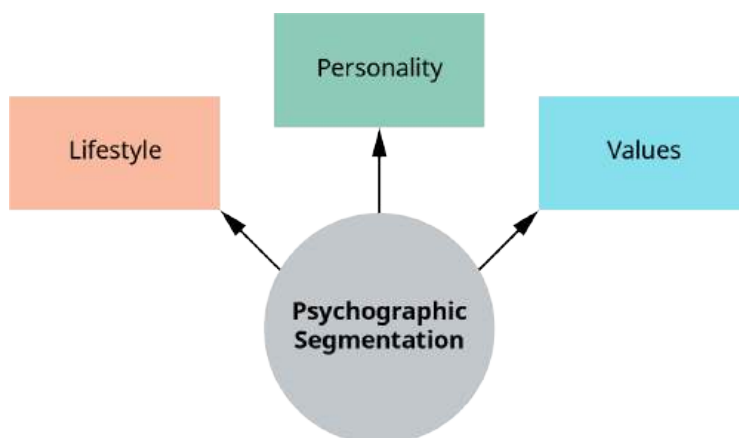 Personality
Lifestyle
Values
Psychographic
Segmentation